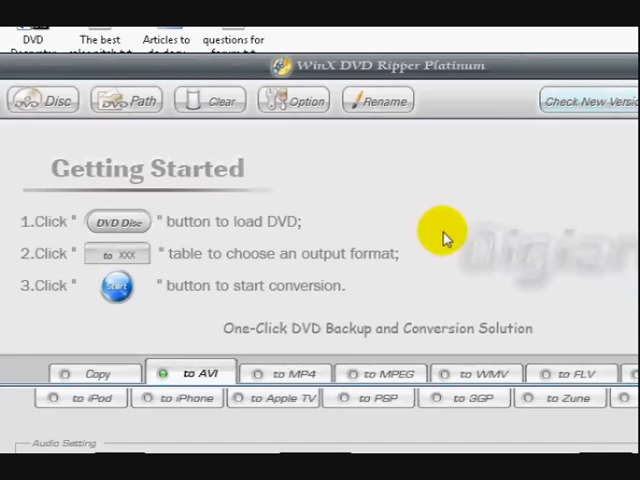 DVD The best Articles to questions for
WinX DVD Ripper Platinum
Disc DVD Path Clear Option Rename Check New Versi
Getting Started
1.Click " DVD Disc " button to load DVD;
2.Click " to XXX " table to choose an output format;
3.Click " Start " button to start conversion.
One-Click DVD Backup and Conversion Solution
Copy to AVI to MP4 to MPEG to WMV to FLV
to iPod to iPhone to Apple TV to PSP to 3GP to Zune
Audio Setting